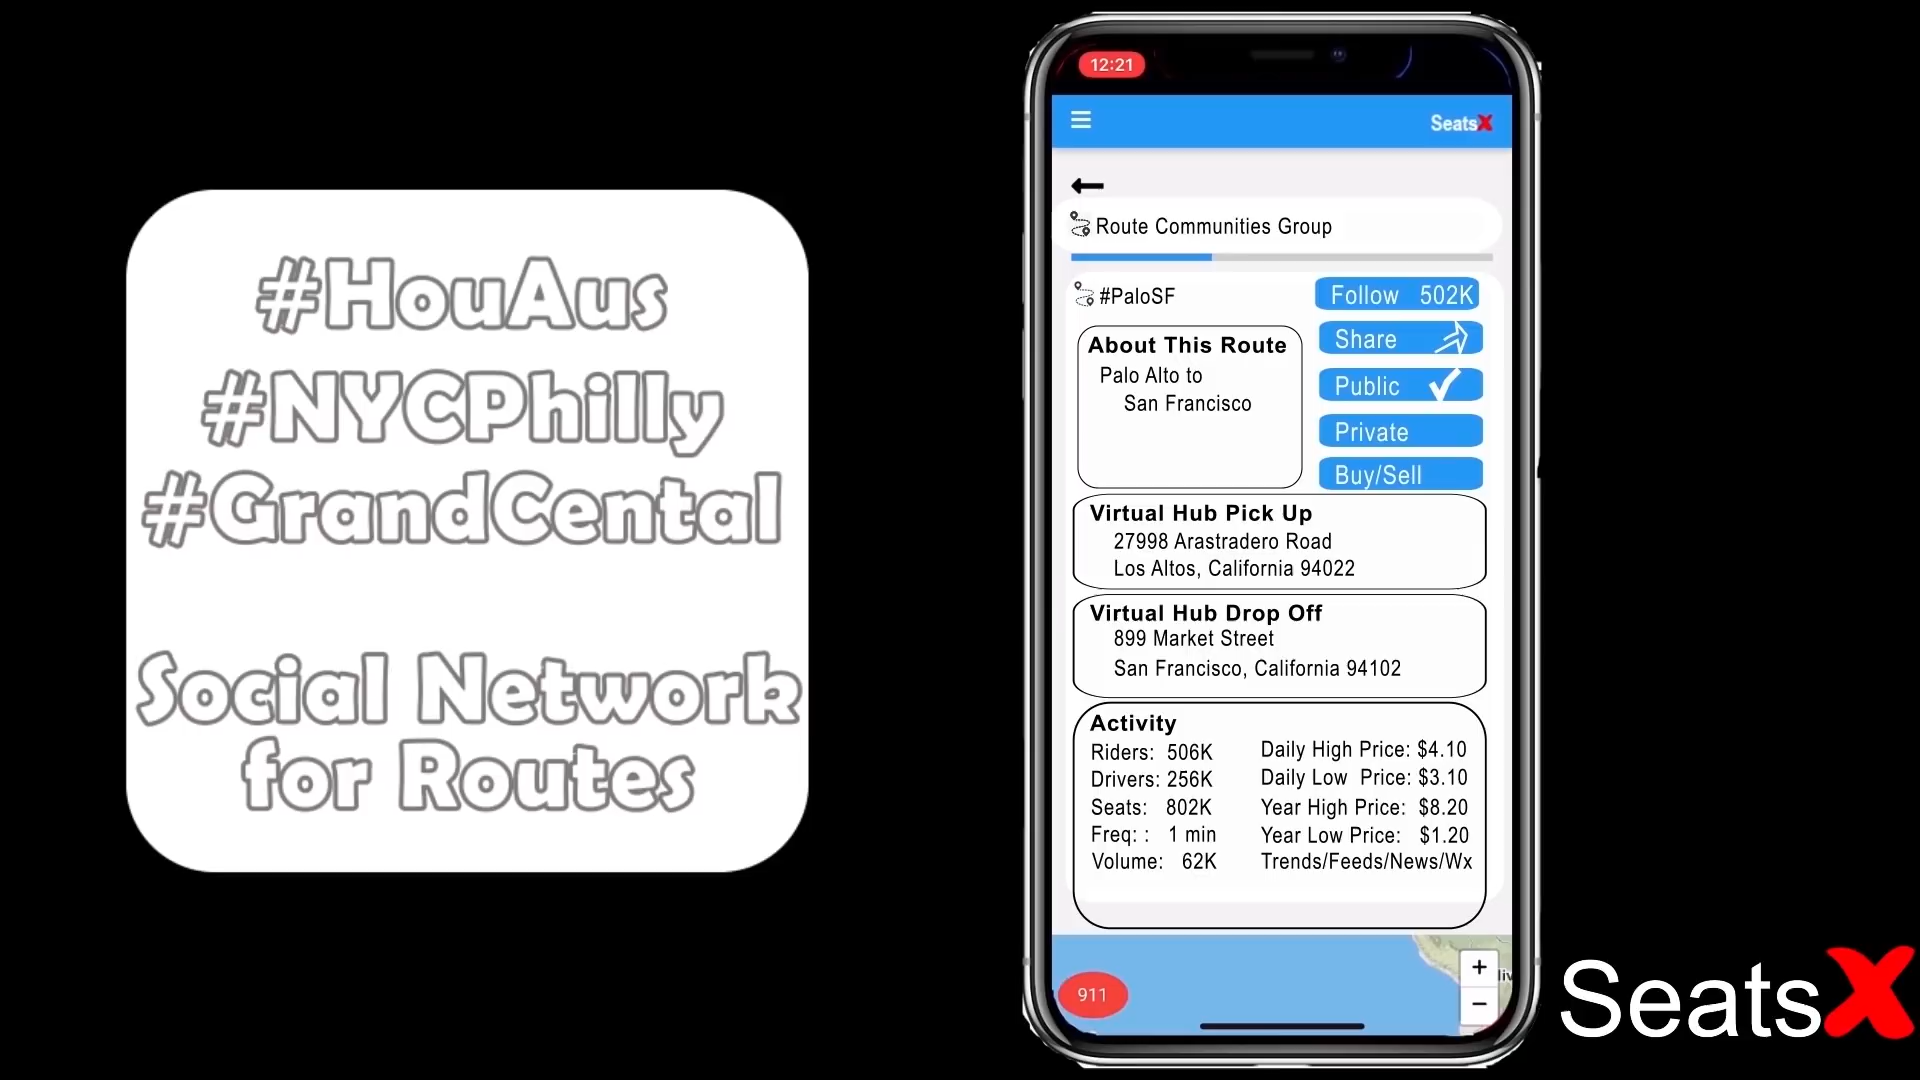 #HouAus
#NYCPhilly
#GrandCental
Social Network
for Routes
12:21
SeatsX
Route Communities Group
#PaloSF
Follow 502K
Share
Public
Private
Buy/Sell
About This Route
Palo Alto to
San Francisco
Virtual Hub Pick Up
27998 Arastradero Road
Los Altos, California 94022
Virtual Hub Drop Off
899 Market Street
San Francisco, California 94102
Activity
Riders: 506K
Drivers: 256K
Seats: 802K
Freq: : 1 min
Volume: 62K
Daily High Price: $4.10
Daily Low Price: $3.10
Year High Price: $8.20
Year Low Price: $1.20
Trends/Feeds/News/Wx
+
−
911
SeatsX